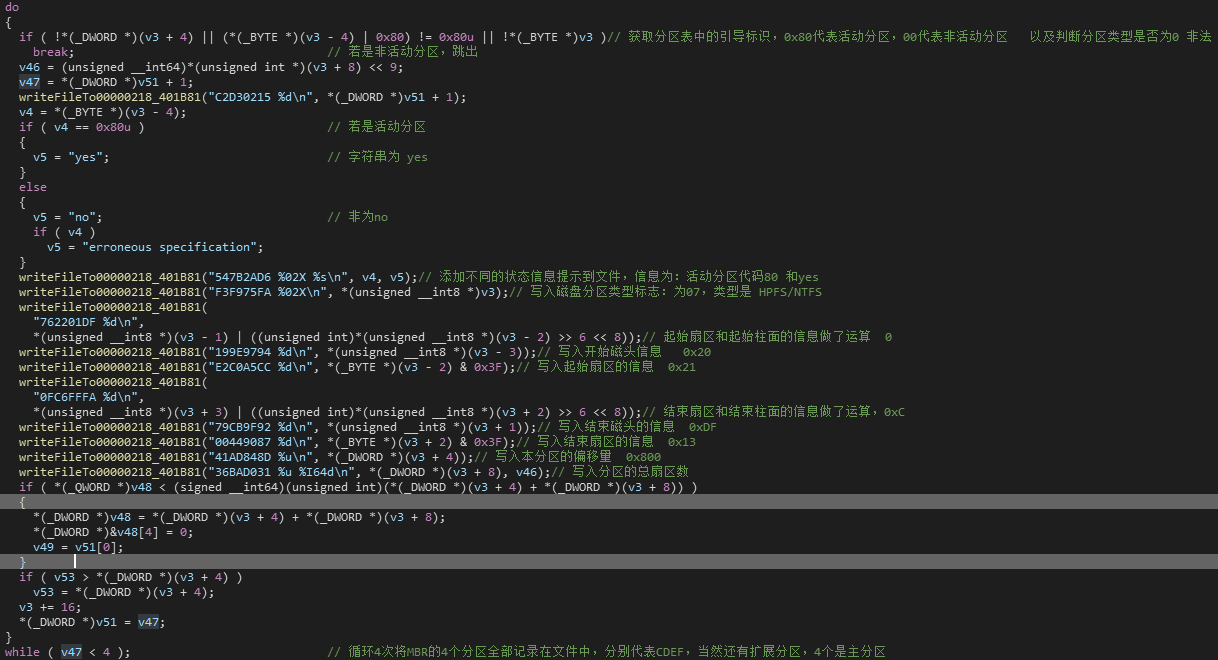 do
{
  if ( !*(_DWORD *)(v3 + 4) || (*(_BYTE *)(v3 - 4) | 0x80) != 0x80u || !*(_BYTE *)v3 )// 获取分区表中的引导标识，0x80代表活动分区，00代表非活动分区   以及判断分区类型是否为0 非法
    break;                                    // 若是非活动分区，跳出
  v46 = (unsigned __int64)*(unsigned int *)(v3 + 8) << 9;
  v47 = *(_DWORD *)v51 + 1;
  writeFileTo00000218_401B81("C2D30215 %d\n", *(_DWORD *)v51 + 1);
  v4 = *(_BYTE *)(v3 - 4);
  if ( v4 == 0x80u )                          // 若是活动分区
  {
    v5 = "yes";                               // 字符串为 yes
  }
  else
  {
    v5 = "no";                                // 非为no
    if ( v4 )
      v5 = "erroneous specification";
  }
  writeFileTo00000218_401B81("547B2AD6 %02X %s\n", v4, v5);// 添加不同的状态信息提示到文件，信息为：活动分区代码80 和yes
  writeFileTo00000218_401B81("F3F975FA %02X\n", *(unsigned __int8 *)v3);// 写入磁盘分区类型标志：为07，类型是 HPFS/NTFS
  writeFileTo00000218_401B81(
    "762201DF %d\n",
    *(unsigned __int8 *)(v3 - 1) | ((unsigned int)*(unsigned __int8 *)(v3 - 2) >> 6 << 8));// 起始扇区和起始柱面的信息做了运算  0
  writeFileTo00000218_401B81("199E9794 %d\n", *(unsigned __int8 *)(v3 - 3));// 写入开始磁头信息   0x20
  writeFileTo00000218_401B81("E2C0A5CC %d\n", *(_BYTE *)(v3 - 2) & 0x3F);// 写入起始扇区的信息  0x21
  writeFileTo00000218_401B81(
    "0FC6FFFA %d\n",
    *(unsigned __int8 *)(v3 + 3) | ((unsigned int)*(unsigned __int8 *)(v3 + 2) >> 6 << 8));// 结束扇区和结束柱面的信息做了运算，0xC
  writeFileTo00000218_401B81("79CB9F92 %d\n", *(unsigned __int8 *)(v3 + 1));// 写入结束磁头的信息  0xDF
  writeFileTo00000218_401B81("00449087 %d\n", *(_BYTE *)(v3 + 2) & 0x3F);// 写入结束扇区的信息  0x13
  writeFileTo00000218_401B81("41AD848D %u\n", *(_DWORD *)(v3 + 4));// 写入本分区的偏移量  0x800
  writeFileTo00000218_401B81("36BAD031 %u %I64d\n", *(_DWORD *)(v3 + 8), v46);// 写入分区的总扇区数
  if ( *(_QWORD *)v48 < (signed __int64)(unsigned int)(*(_DWORD *)(v3 + 4) + *(_DWORD *)(v3 + 8)) )
  {
    *(_DWORD *)v48 = *(_DWORD *)(v3 + 4) + *(_DWORD *)(v3 + 8);
    *(_DWORD *)&v48[4] = 0;
    v49 = v51[0];
  }
  if ( v53 > *(_DWORD *)(v3 + 4) )
    v53 = *(_DWORD *)(v3 + 4);
  v3 += 16;
  *(_DWORD *)v51 = v47;
}
while ( v47 < 4 );                            // 循环4次将MBR的4个分区全部记录在文件中，分别代表CDEF，当然还有扩展分区，4个是主分区